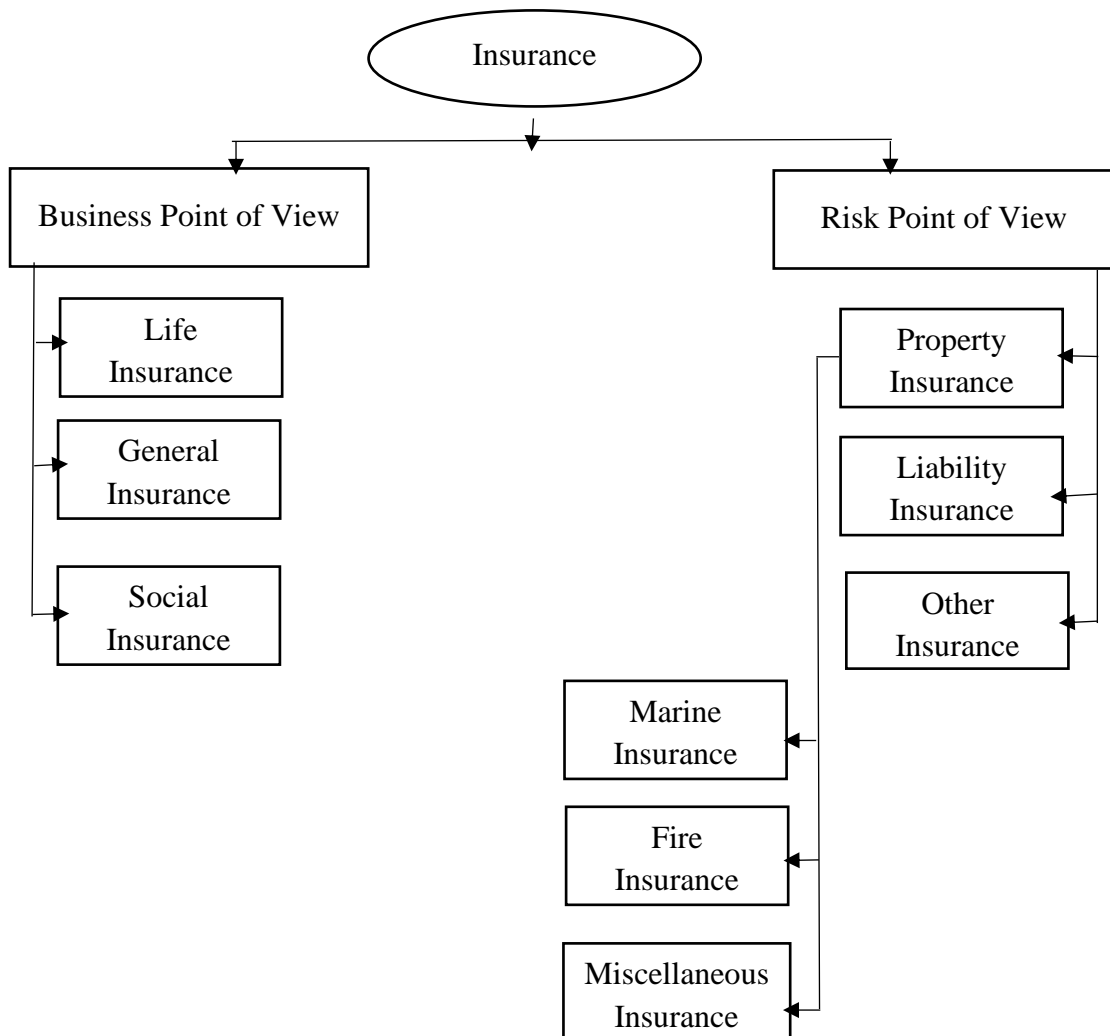 Insurance
Business Point of View
Risk Point of View
Life
Insurance
General
Insurance
Social
Insurance
Property
Insurance
Liability
Insurance
Other
Insurance
Marine
Insurance
Fire
Insurance
Miscellaneous
Insurance